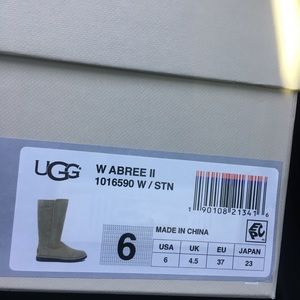 UGG
W ABREE II
1016590 W / STN
1 90108 21341 6
6
MADE IN CHINA
USA UK EU JAPAN
6 4.5 37 23